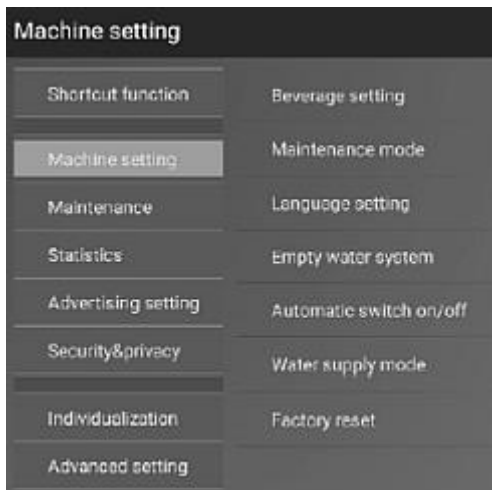 Machine setting
Shortcut function
Machine setting
Maintenance
Statistics
Advertising setting
Security&privacy
Individualization
Advanced setting
Beverage setting
Maintenance mode
Language setting
Empty water system
Automatic switch on/off
Water supply mode
Factory reset